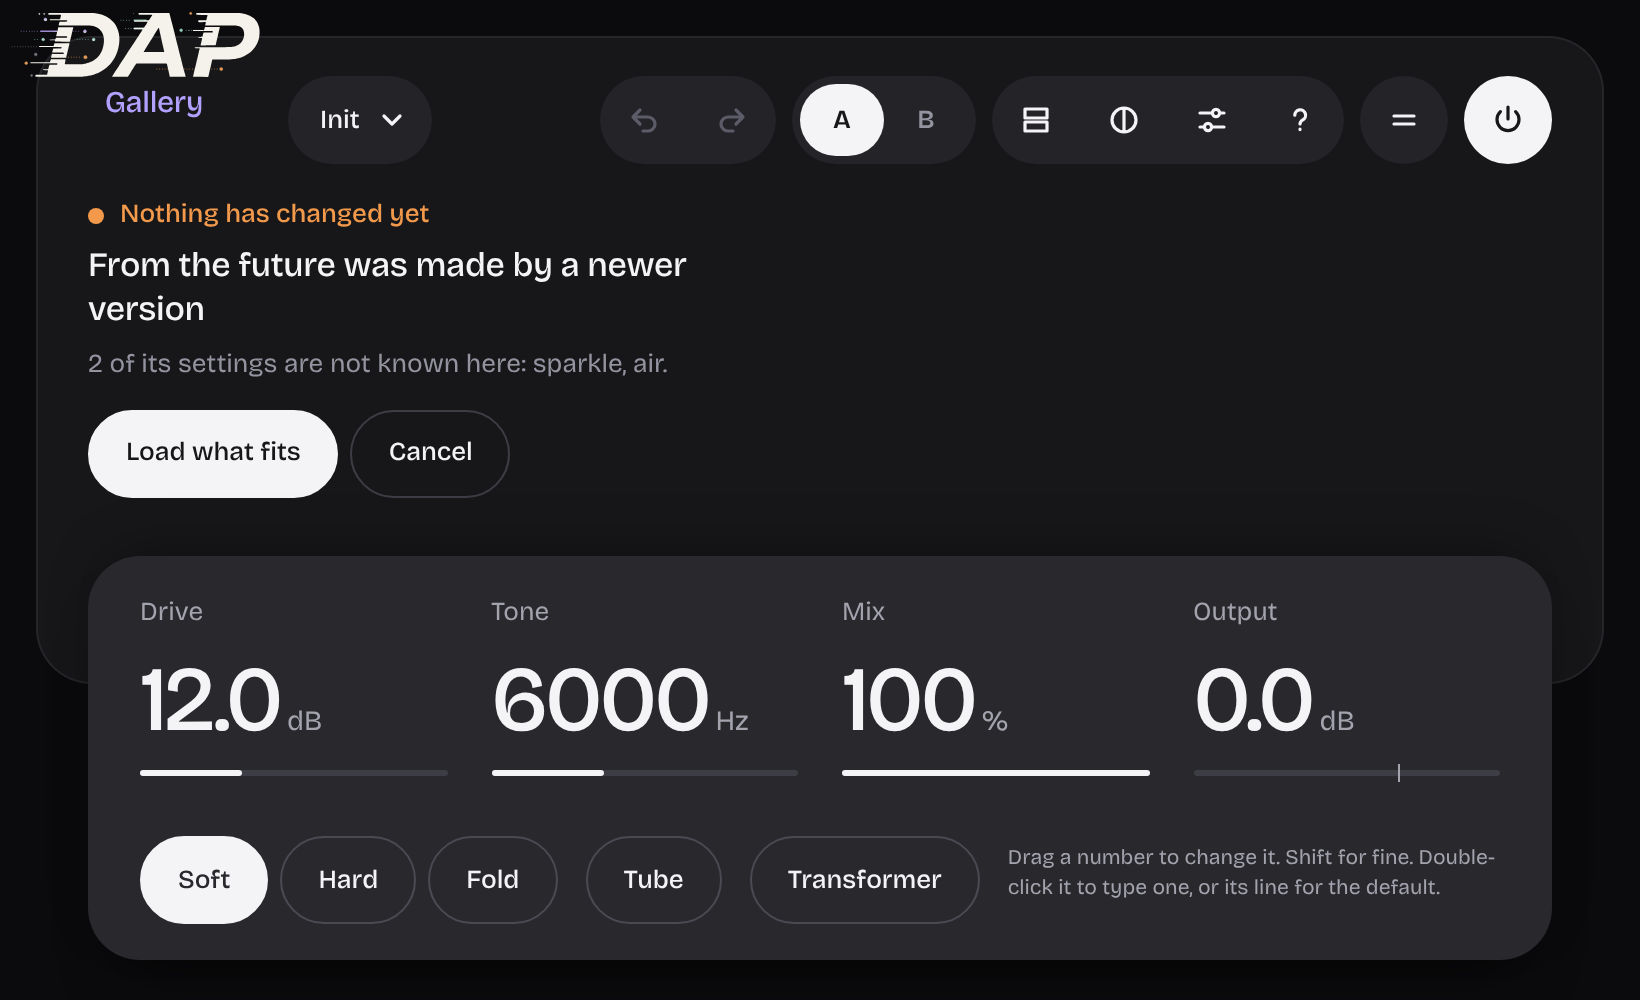 DAP
Gallery
Init
A
B
?
Nothing has changed yet
From the future was made by a newer
version
2 of its settings are not known here: sparkle, air.
Load what fits
Cancel
Drive
Tone
Mix
Output
12.0 dB
6000 Hz
100 %
0.0 dB
Soft
Hard
Fold
Tube
Transformer
Drag a number to change it. Shift for fine. Double-
click it to type one, or its line for the default.